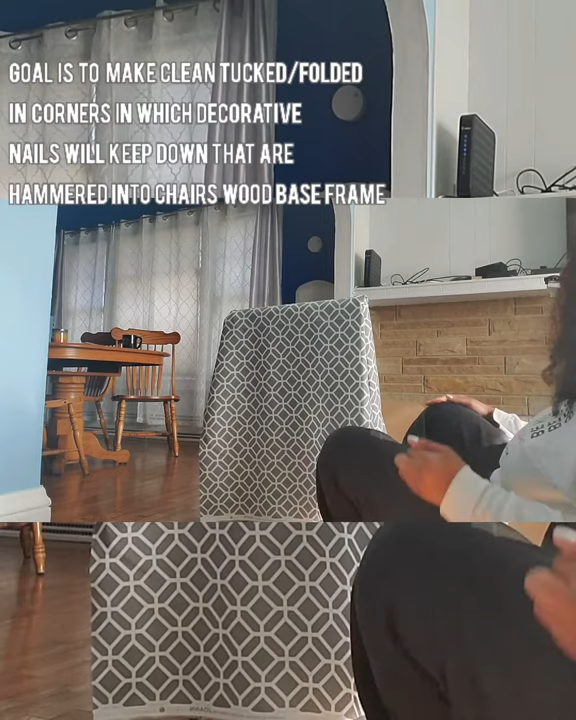 GOAL IS TO MAKE CLEAN TUCKED/FOLDED
IN CORNERS IN WHICH DECORATIVE
NAILS WILL KEEP DOWN THAT ARE
HAMMERED INTO CHAIRS WOOD BASE FRAME